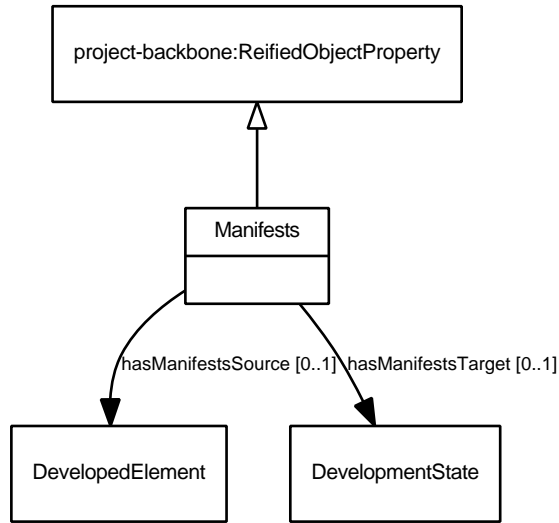 project-backbone:ReifiedObjectProperty
Manifests
hasManifestsSource [0..1]
hasManifestsTarget [0..1]
DevelopedElement
DevelopmentState